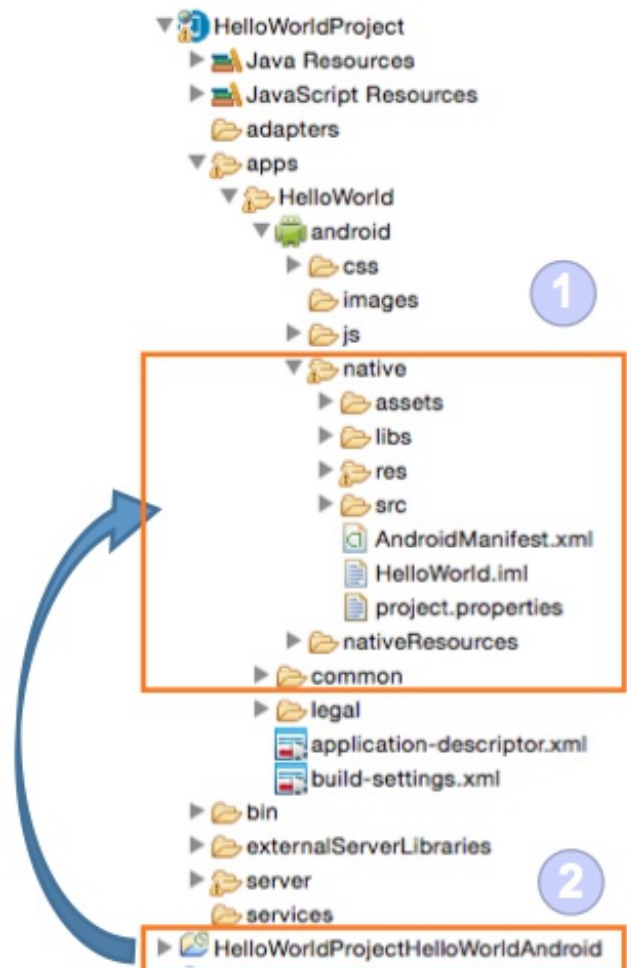 HelloWorldProject
Java Resources
JavaScript Resources
adapters
apps
HelloWorld
android
css
images
1
js
native
assets
libs
res
src
AndroidManifest.xml
HelloWorld.iml
project.properties
nativeResources
common
legal
application-descriptor.xml
build-settings.xml
bin
externalServerLibraries
server
2
services
HelloWorldProjectHelloWorldAndroid